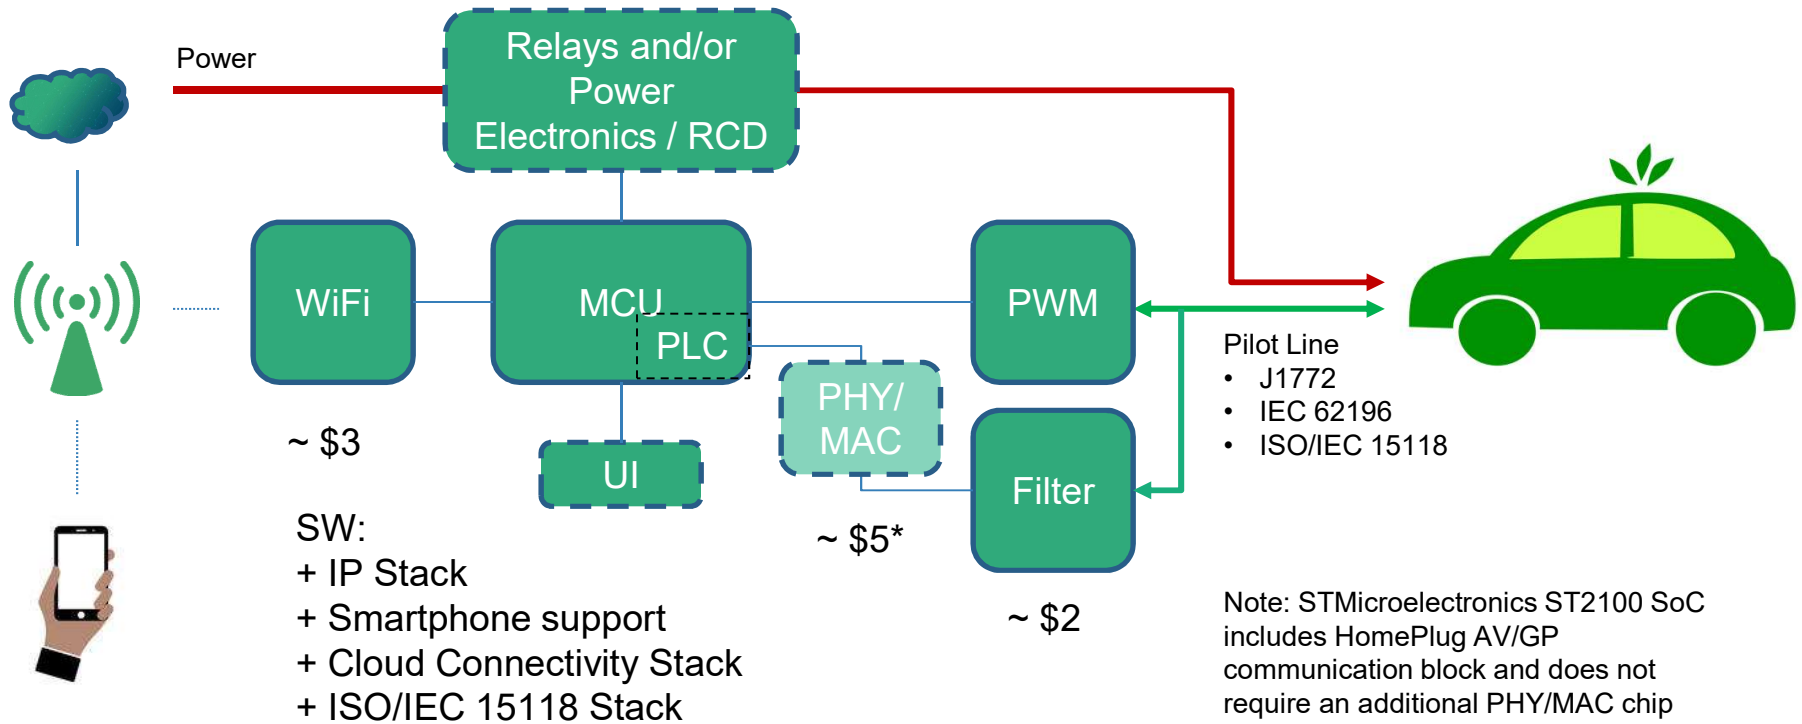 Power
Relays and/or
Power
Electronics / RCD
WiFi
MCU
PLC
PWM
PHY/
MAC
UI
Filter
~ $3
~ $5*
~ $2
Pilot Line
• J1772
• IEC 62196
• ISO/IEC 15118
SW:
+ IP Stack
+ Smartphone support
+ Cloud Connectivity Stack
+ ISO/IEC 15118 Stack
Note: STMicroelectronics ST2100 SoC
includes HomePlug AV/GP
communication block and does not
require an additional PHY/MAC chip